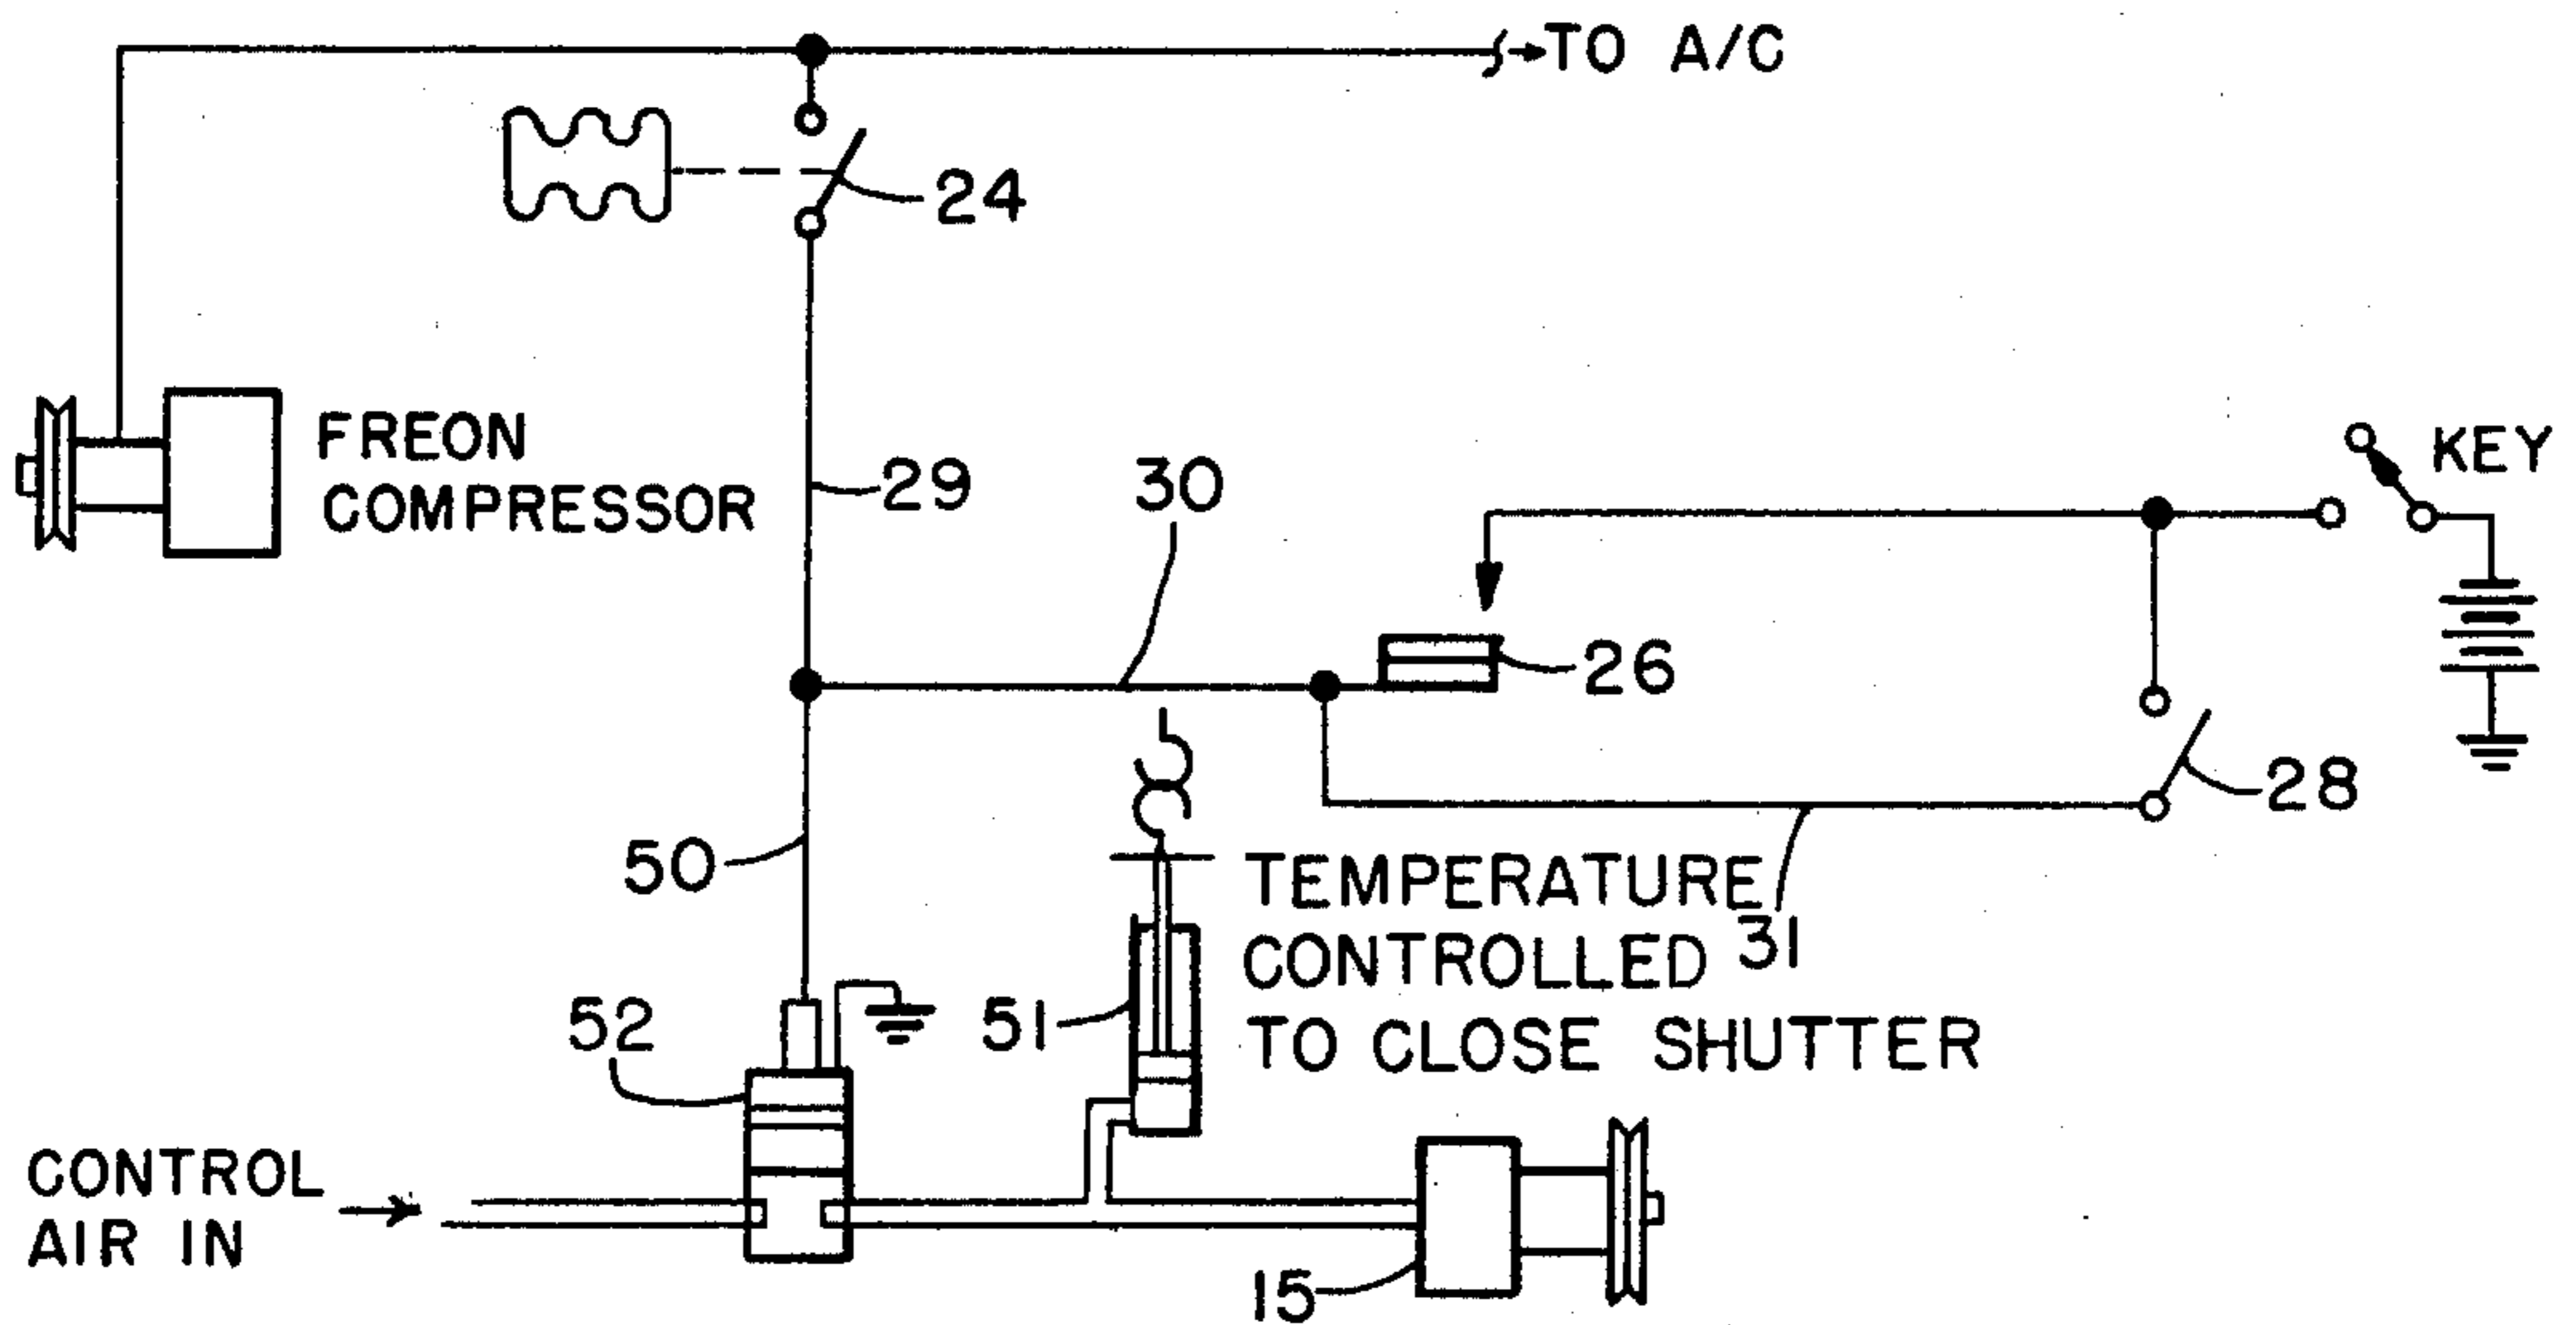 TO A/C
24
FREON
COMPRESSOR
29
30
KEY
26
28
50
TEMPERATURE
CONTROLLED
TO CLOSE SHUTTER
31
51
52
CONTROL
AIR IN
15